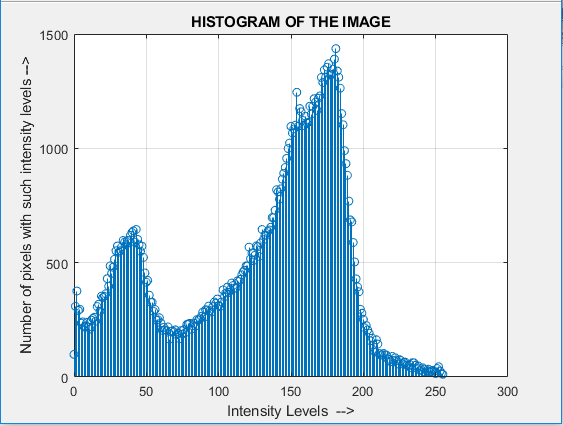 HISTOGRAM OF THE IMAGE
Number of pixels with such intensity levels -->
1500
1000
500
0
0 50 100 150 200 250 300
Intensity Levels -->